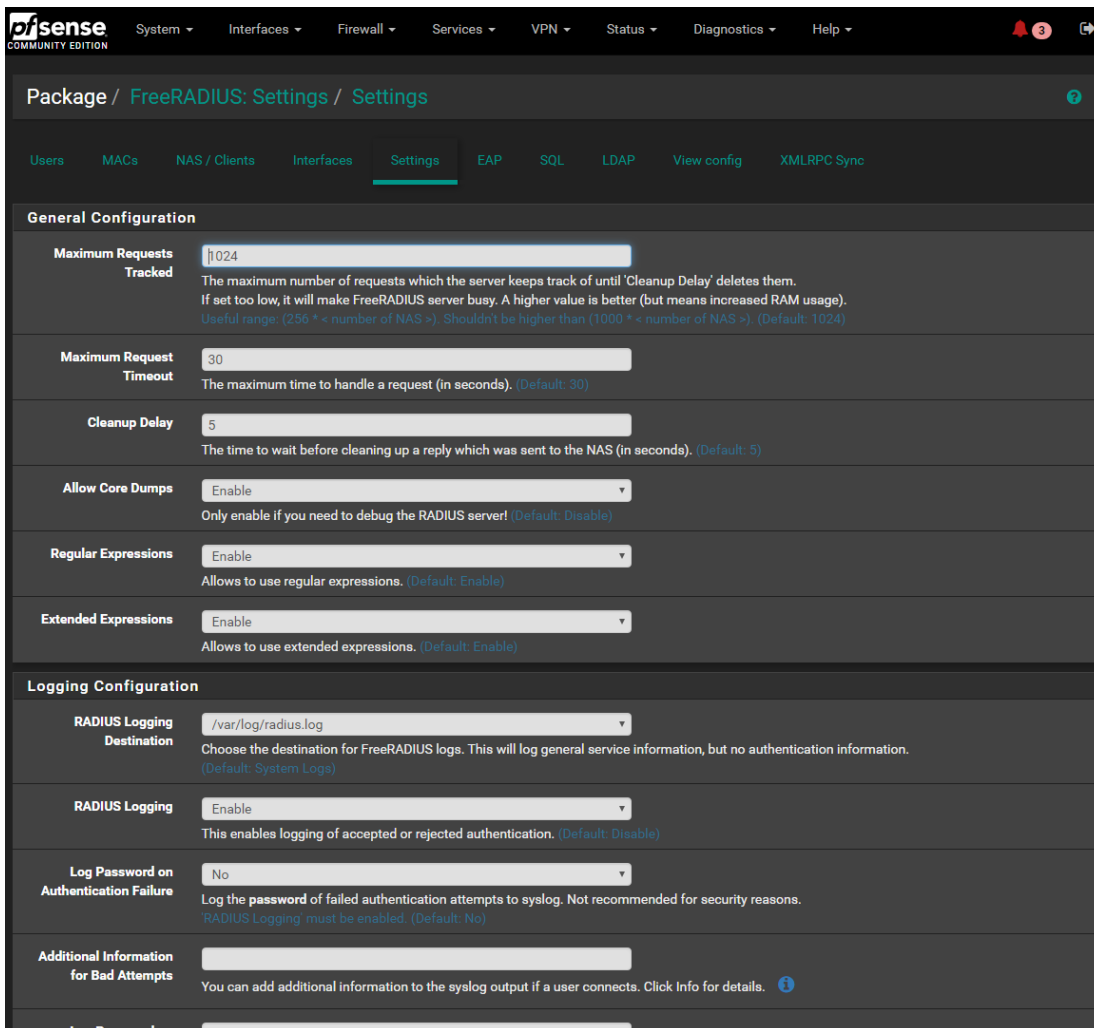 pfsense
COMMUNITY EDITION
System
Interfaces
Firewall
Services
VPN
Status
Diagnostics
Help
3
Package / FreeRADIUS: Settings / Settings
Users
MACs
NAS / Clients
Interfaces
Settings
EAP
SQL
LDAP
View config
XMLRPC Sync
General Configuration
Maximum Requests
Tracked
1024
The maximum number of requests which the server keeps track of until 'Cleanup Delay' deletes them.
If set too low, it will make FreeRADIUS server busy. A higher value is better (but means increased RAM usage).
Useful range: (256 * < number of NAS >). Shouldn't be higher than (1000 * < number of NAS >). (Default: 1024)
Maximum Request
Timeout
30
The maximum time to handle a request (in seconds). (Default: 30)
Cleanup Delay
5
The time to wait before cleaning up a reply which was sent to the NAS (in seconds). (Default: 5)
Allow Core Dumps
Enable
Only enable if you need to debug the RADIUS server! (Default: Disable)
Regular Expressions
Enable
Allows to use regular expressions. (Default: Enable)
Extended Expressions
Enable
Allows to use extended expressions. (Default: Enable)
Logging Configuration
RADIUS Logging
Destination
/var/log/radius.log
Choose the destination for FreeRADIUS logs. This will log general service information, but no authentication information.
(Default: System Logs)
RADIUS Logging
Enable
This enables logging of accepted or rejected authentication. (Default: Disable)
Log Password on
Authentication Failure
No
Log the password of failed authentication attempts to syslog. Not recommended for security reasons.
'RADIUS Logging' must be enabled. (Default: No)
Additional Information
for Bad Attempts
You can add additional information to the syslog output if a user connects. Click Info for details.